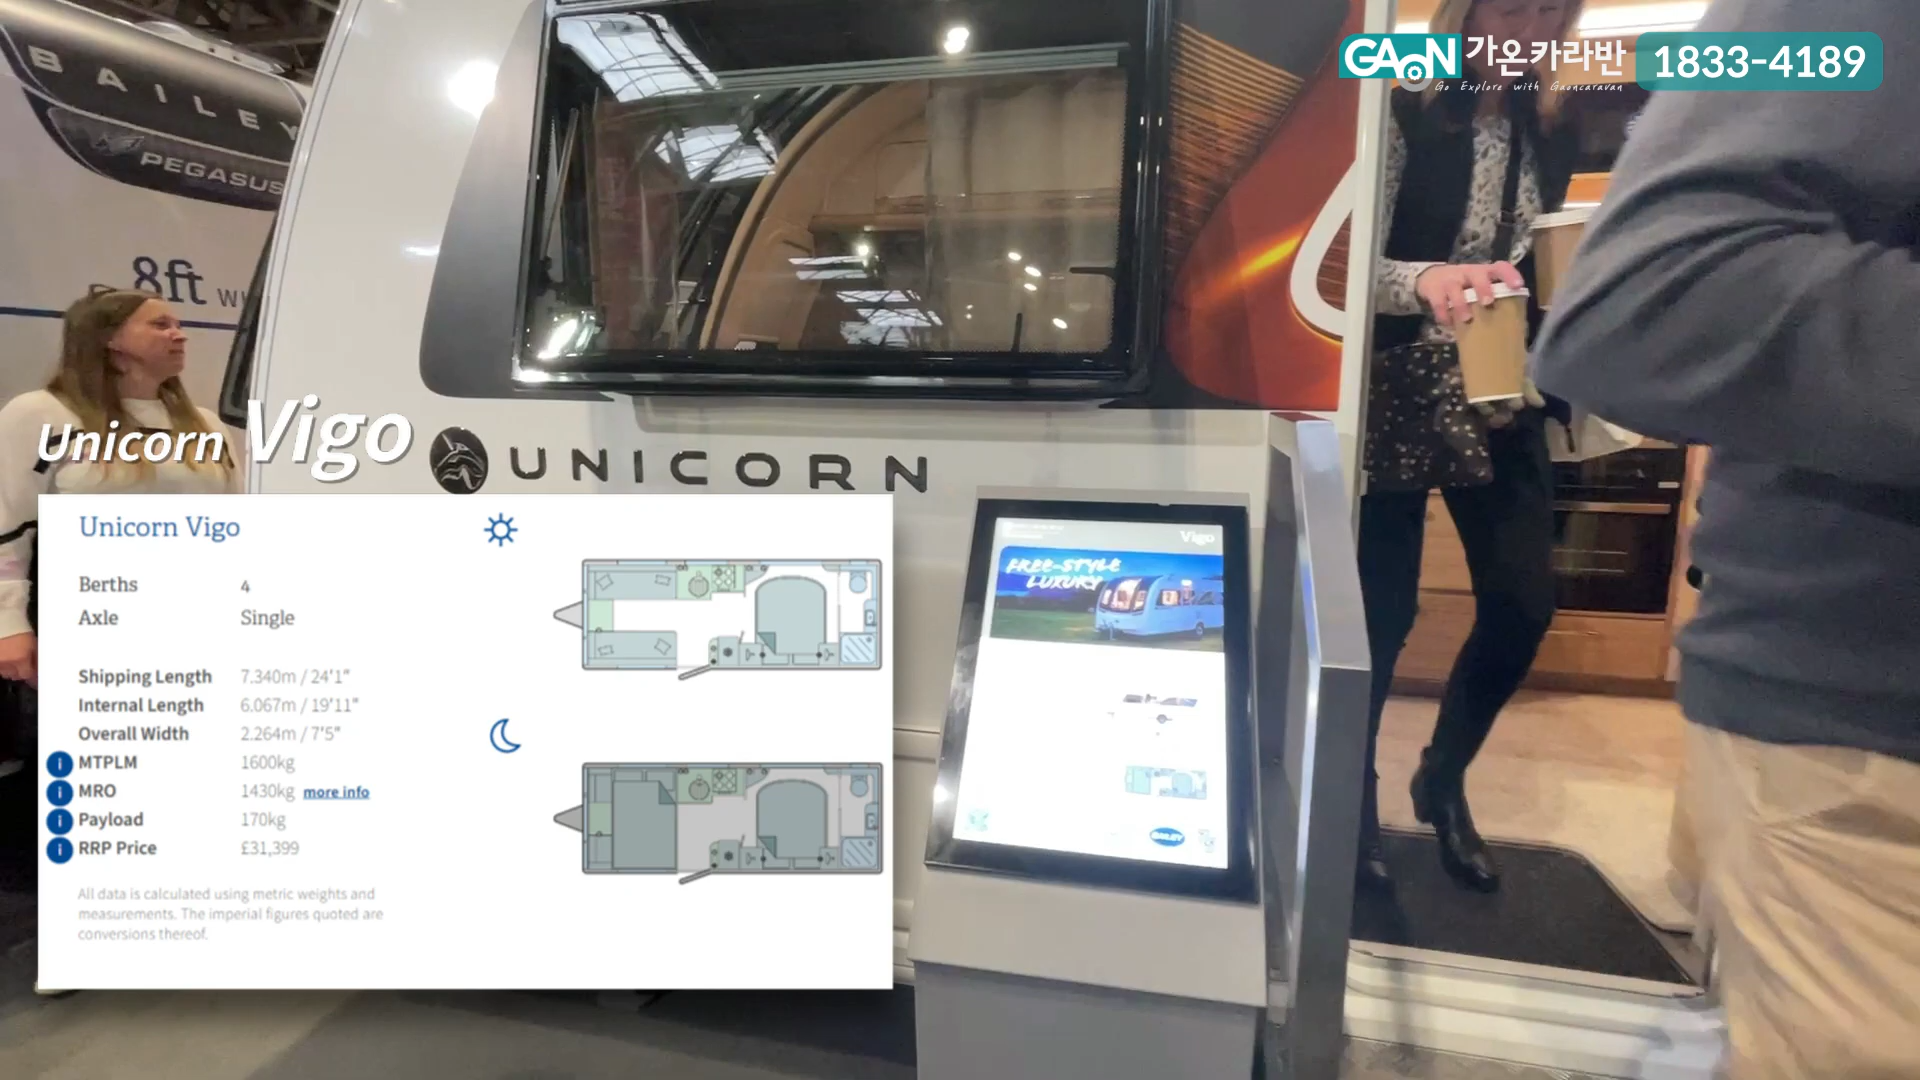 BAILEY
PEGASUS
8ft
GAON 가온카라반 1833-4189
Go Explore with Gaoncaravan
Unicorn Vigo
UNICORN
Unicorn Vigo
Berths 4
Axle Single
Shipping Length 7.340m / 24'1"
Internal Length 6.067m / 19'11"
Overall Width 2.264m / 7'5"
i MTPLM 1600kg
i MRO 1430kg more info
i Payload 170kg
i RRP Price £31,399
All data is calculated using metric weights and
measurements. The imperial figures quoted are
conversions thereof.
Vigo
FREE-STYLE
LUXURY
BAILEY